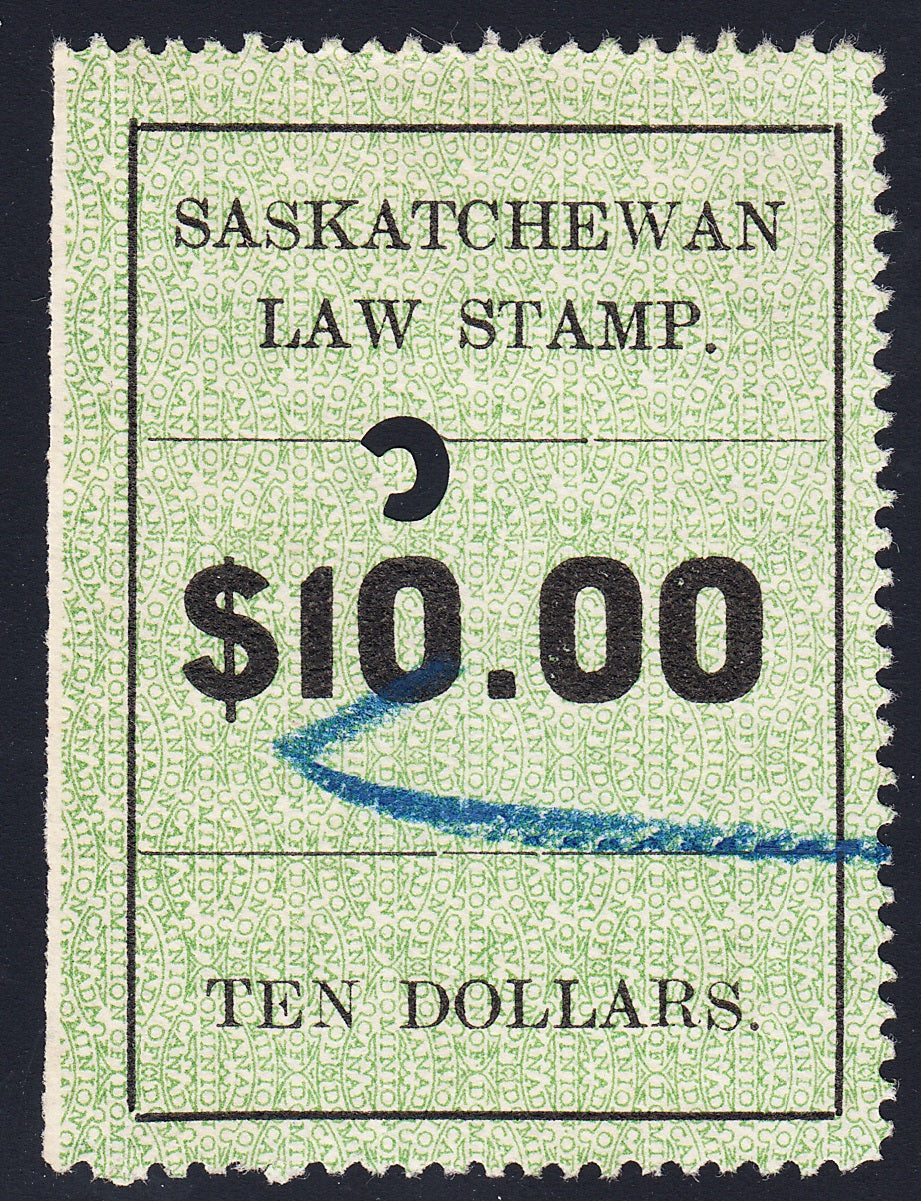 SASKATCHEWAN
LAW STAMP.
$10.00
TEN DOLLARS.